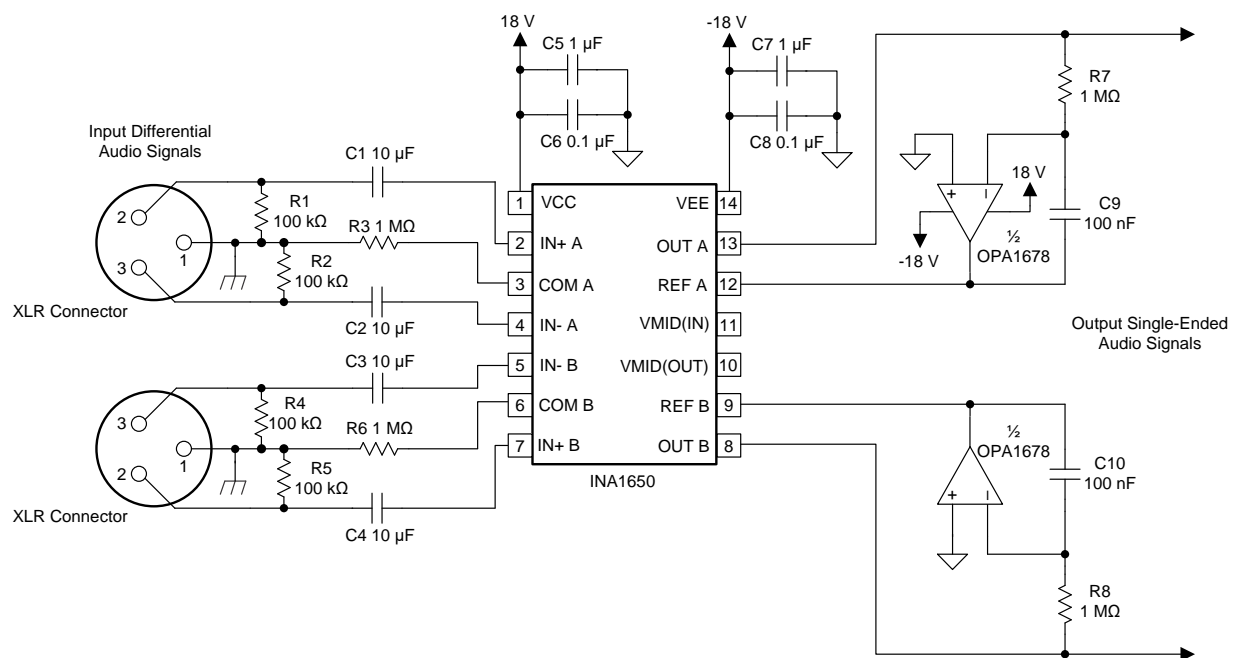 18 V
C5 1 µF
C6 0.1 µF
-18 V
C7 1 µF
C8 0.1 µF
Input Differential
Audio Signals
2
3
1
XLR Connector
C1 10 µF
R1
100 kΩ
R3 1 MΩ
R2
100 kΩ
C2 10 µF
C3 10 µF
3
2
1
XLR Connector
R4
100 kΩ
R6 1 MΩ
R5
100 kΩ
C4 10 µF
1 VCC
2 IN+ A
3 COM A
4 IN- A
5 IN- B
6 COM B
7 IN+ B
VEE 14
OUT A 13
REF A 12
VMID(IN) 11
VMID(OUT) 10
REF B 9
OUT B 8
INA1650
R7
1 MΩ
+ –
18 V
-18 V
½
OPA1678
C9
100 nF
Output Single-Ended
Audio Signals
½
OPA1678
+ –
C10
100 nF
R8
1 MΩ